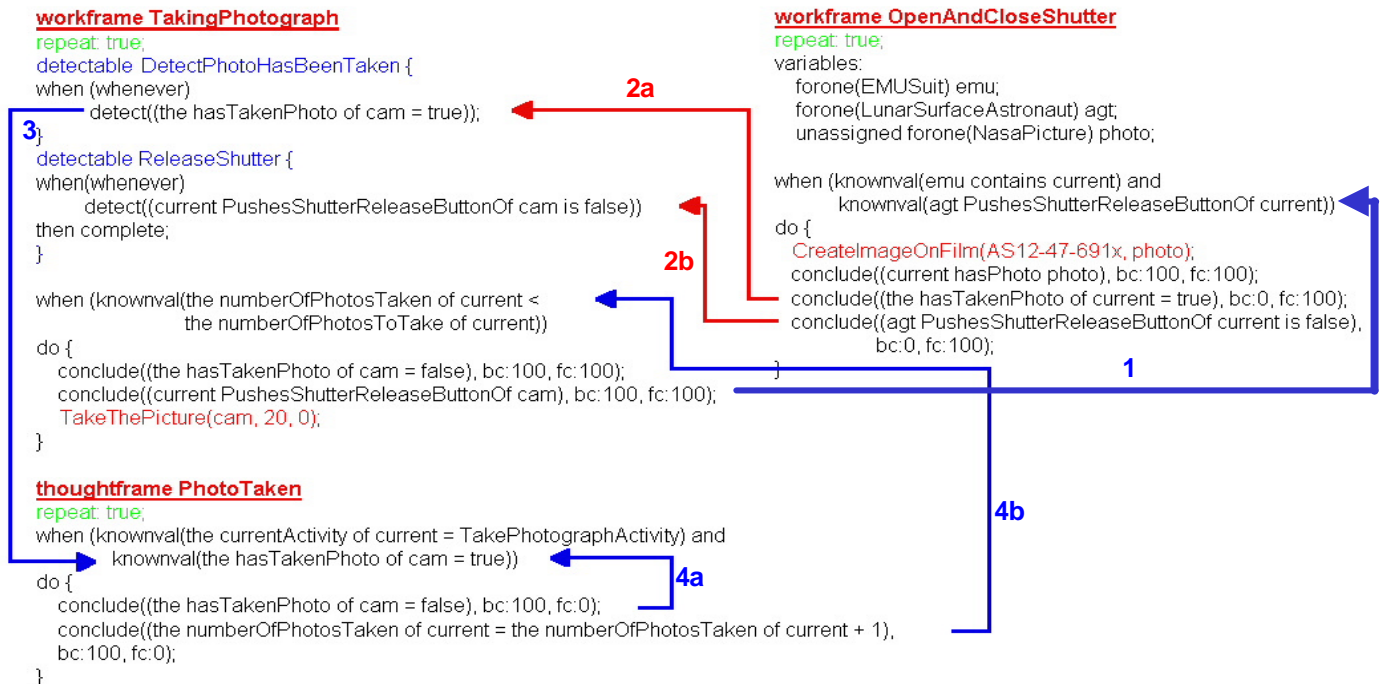 workframe TakingPhotograph
repeat: true;
detectable DetectPhotoHasBeenTaken {
when (whenever)
detect((the hasTakenPhoto of cam = true));
3
}
detectable ReleaseShutter {
when(whenever)
detect((current PushesShutterReleaseButtonOf cam is false))
then complete;
}
when (knownval(the numberOfPhotosTaken of current <
the numberOfPhotosToTake of current))
do {
conclude((the hasTakenPhoto of cam = false), bc:100, fc:100);
conclude((current PushesShutterReleaseButtonOf cam), bc:100, fc:100);
TakeThePicture(cam, 20, 0);
}
thoughtframe PhotoTaken
repeat: true;
when (knownval(the currentActivity of current = TakePhotographActivity) and
knownval(the hasTakenPhoto of cam = true))
do {
conclude((the hasTakenPhoto of cam = false), bc:100, fc:0);
conclude((the numberOfPhotosTaken of current = the numberOfPhotosTaken of current + 1),
bc:100, fc:0);
}
2a
2b
4a
4b
1
workframe OpenAndCloseShutter
repeat: true;
variables:
forone(EMUSuit) emu;
forone(LunarSurfaceAstronaut) agt;
unassigned forone(NasaPicture) photo;
when (knownval(emu contains current) and
knownval(agt PushesShutterReleaseButtonOf current))
do {
CreateImageOnFilm(AS12-47-691x, photo);
conclude((current hasPhoto photo), bc:100, fc:100);
conclude((the hasTakenPhoto of current = true), bc:0, fc:100);
conclude((agt PushesShutterReleaseButtonOf current is false),
bc:0, fc:100);
}